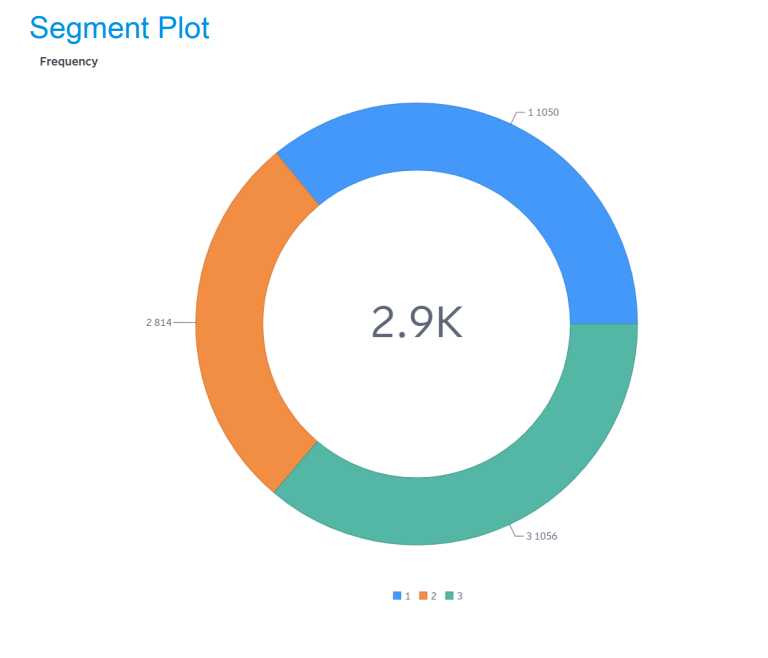 Segment Plot
Frequency
1 1050
2.9K
2 814
3 1056
1 2 3